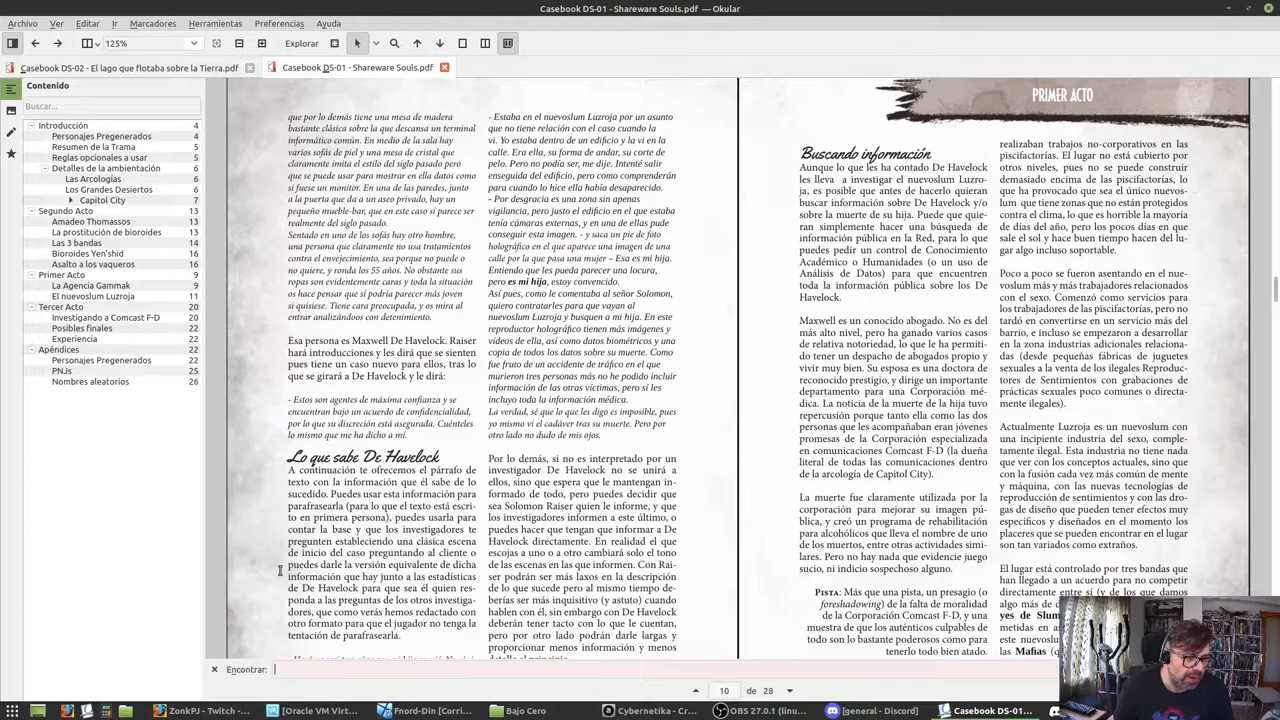 Casebook DS-01 - Shareware Souls.pdf — Okular
Archivo Ver Editar Ir Marcadores Herramientas Preferencias Ayuda
125% Explorar
Casebook DS-02 - El lago que flotaba sobre la Tierra.pdf Casebook DS-01 - Shareware Souls.pdf
Contenido
Buscar...
Introducción 4
Personajes Pregenerados 4
Resumen de la Trama 5
Reglas opcionales a usar 5
Detalles de la ambientación 6
Las Arcologías 6
Los Grandes Desiertos 6
Capitol City 7
Segundo Acto 13
Amadeo Thomassos 13
La prostitución de bioroides 13
Las 3 bandas 14
Bioroides Yen'shid 16
Asalto a los vaqueros 16
Primer Acto 9
La Agencia Gammak 9
El nuevoslum Luzroja 11
Tercer Acto 20
Investigando a Comcast F-D 20
Posibles finales 22
Experiencia 22
Apéndices 22
Personajes Pregenerados 22
PNJs 25
Nombres aleatorios 26
que por lo demás tiene una mesa de madera
bastante clásica sobre la que descansa un terminal
informático común. En medio de la sala hay
varios sofás de piel y una mesa de cristal que
claramente imita el estilo del siglo pasado pero
que se puede usar para mostrar en ella datos como
si fuese un monitor. En una de las paredes, junto
a la puerta que da a un aseo privado, hay un
pequeño mueble-bar, que en este caso sí parece ser
realmente del siglo pasado.
Sentado en uno de los sofás hay otro hombre,
una persona que claramente no usa tratamientos
contra el envejecimiento, sea porque no puede o
no quiere, y ronda los 55 años. No obstante sus
ropas son evidentemente caras y toda la situación
os hace pensar que sí podría parecer más joven
si quisiese. Tiene cara preocupada, y os mira al
entrar analizándoos con detenimiento.
Esa persona es Maxwell De Havelock. Raiser
hará introducciones y les dirá que se sienten
pues tiene un caso nuevo para ellos, tras lo
que se girará a De Havelock y le dirá:
- Estos son agentes de máxima confianza y se
encuentran bajo un acuerdo de confidencialidad,
por lo que su discreción está asegurada. Cuénteles
lo mismo que me ha dicho a mí.
Lo que sabe De Havelock
A continuación te ofrecemos el párrafo de
texto con la información que él sabe de lo
sucedido. Puedes usar esta información para
parafrasearla (para lo que el texto está escri-
to en primera persona), puedes usarla para
contar la base y que los investigadores te
pregunten estableciendo una clásica escena
de inicio del caso preguntando al cliente o
puedes darle la versión equivalente de dicha
información que hay junto a las estadísticas
de De Havelock para que sea él quien res-
ponda a las preguntas de los otros investiga-
dores, que como verás hemos redactado con
otro formato para que el jugador no tenga la
tentación de parafrasearla.
- Estaba en el nuevoslum Luzroja por un asunto
que no tiene relación con el caso cuando la
vi. Yo estaba dentro de un edificio y la vi en la
calle. Era ella, su forma de andar, su corte de
pelo. Pero no podía ser, me dije. Intenté salir
enseguida del edificio, pero como comprenderán
para cuando lo hice ella había desaparecido.
- Por desgracia es una zona sin apenas
vigilancia, pero justo el edificio en el que estaba
tenía cámaras externas, y en una de ellas pude
conseguir esta imagen. - y saca un pie de foto
holográfico en el que aparece una imagen de una
calle por la que pasa una mujer – Esa es mi hija.
Entiendo que les pueda parecer una locura,
pero es mi hija, estoy convencido.
Así pues, como le comentaba al señor Solomon,
quiero contratarles para que vayan al
nuevoslum Luzroja y busquen a mi hija. En este
reproductor holográfico tienen más imágenes y
vídeos de ella, así como datos biométricos y una
copia de todos los datos sobre su muerte. Como
fue fruto de un accidente de tráfico en el que
murieron tres personas más no he podido incluir
información de las otras víctimas, pero sí les
incluyo toda la información médica.
La verdad, sé que lo que les digo es imposible, pues
yo mismo vi el cadáver tras su muerte. Pero por
otro lado no dudo de mis ojos.
Por lo demás, si no es interpretado por un
investigador De Havelock no se unirá a
ellos, sino que espera que le mantengan in-
formado de todo, pero puedes decidir que
sea Solomon Raiser quien le informe, y que
los investigadores informen a este último, o
puedes hacer que tengan que informar a De
Havelock directamente. En realidad el que
escojas a uno o a otro cambiará solo el tono
de las escenas en las que informen. Con Rai-
ser podrán ser más laxos en la descripción
de lo que sucede pero al mismo tiempo de-
berías ser más inquisitivo (y astuto) cuando
hablen con él, sin embargo con De Havelock
deberán tener tacto con lo que le cuentan,
pero por otro lado podrán darle largas y
proporcionar menos información y menos
PRIMER ACTO
Buscando información
Aunque lo que les ha contado De Havelock
les lleva a investigar el nuevoslum Luzro-
ja, es posible que antes de hacerlo quieran
buscar información sobre De Havelock y/o
sobre la muerte de su hija. Puede que quie-
ran simplemente hacer una búsqueda de
información pública en la Red, para lo que
puedes pedir un control de Conocimiento
Académico o Humanidades (o un uso de
Análisis de Datos) para que encuentren
toda la información pública sobre los De
Havelock.
Maxwell es un conocido abogado. No es del
más alto nivel, pero ha ganado varios casos
de relativa notoriedad, lo que le ha permiti-
do tener un despacho de abogados propio y
vivir muy bien. Su esposa es una doctora de
reconocido prestigio, y dirige un importante
departamento para una Corporación mé-
dica. La noticia de la muerte de la hija tuvo
repercusión porque tanto ella como las dos
personas que les acompañaban eran jóvenes
promesas de la Corporación especializada
en comunicaciones Comcast F-D (la dueña
literal de todas las comunicaciones dentro
de la arcología de Capitol City).
La muerte fue claramente utilizada por la
corporación para mejorar su imagen pú-
blica, y creó un programa de rehabilitación
para alcohólicos que lleva el nombre de uno
de los muertos, entre otras actividades simi-
lares. Pero no hay nada que evidencie juego
sucio, ni indicio sospechoso alguno.
PISTA: Más que una pista, un presagio (o
foreshadowing) de la falta de moralidad
de la Corporación Comcast F-D, y una
muestra de que los auténticos culpables de
todo son lo bastante poderosos como para
tenerlo todo bien atado.
realizaban trabajos no-corporativos en las
piscifactorías. El lugar no está cubierto por
otros niveles, pues no se puede construir
demasiado encima de las piscifactorías, lo
que ha provocado que sea el único nuevos-
lum que tiene zonas que no están protegidos
contra el clima, lo que es horrible la mayoría
de días del año, pero los pocos días en que
sale el sol y hace buen tiempo hacen del lu-
gar algo incluso soportable.
Poco a poco se fueron asentando en el nue-
voslum más y más trabajadores relacionados
con el sexo. Comenzó como servicios para
los trabajadores de las piscifactorías, pero no
tardó en convertirse en un servicio más del
barrio, e incluso se empezaron a desarrollar
en la zona industrias adicionales relaciona-
das (desde pequeñas fábricas de juguetes
sexuales a la venta de los ilegales Reproduc-
tores de Sentimientos con grabaciones de
prácticas sexuales poco comunes o directa-
mente ilegales).
Actualmente Luzroja es un nuevoslum con
una incipiente industria del sexo, comple-
tamente ilegal. Esta industria no tiene nada
que ver con los conceptos actuales, sino que
con la fusión cada vez más común de mente
y máquina, con las nuevas tecnologías de
reproducción de sentimientos y con las dro-
gas de diseño que pueden tener efectos muy
específicos y diseñados en el momento los
placeres que se pueden encontrar en el lugar
son tan variados como extraños.
El lugar está controlado por tres bandas que
han llegado a un acuerdo para no competir
directamente entre sí (y de los que damos
algo más de
yes de Slum
metidas en as
este nuevoslum
las Mafias (q
Encontrar:
10 de 28
ZonkPJ - Twitch - ... [Oracle VM Virt... Fnord-Din [Corri... Bajo Cero Cybernetika - Cr... OBS 27.0.1 (linu... [general - Discord] Casebook DS-01...